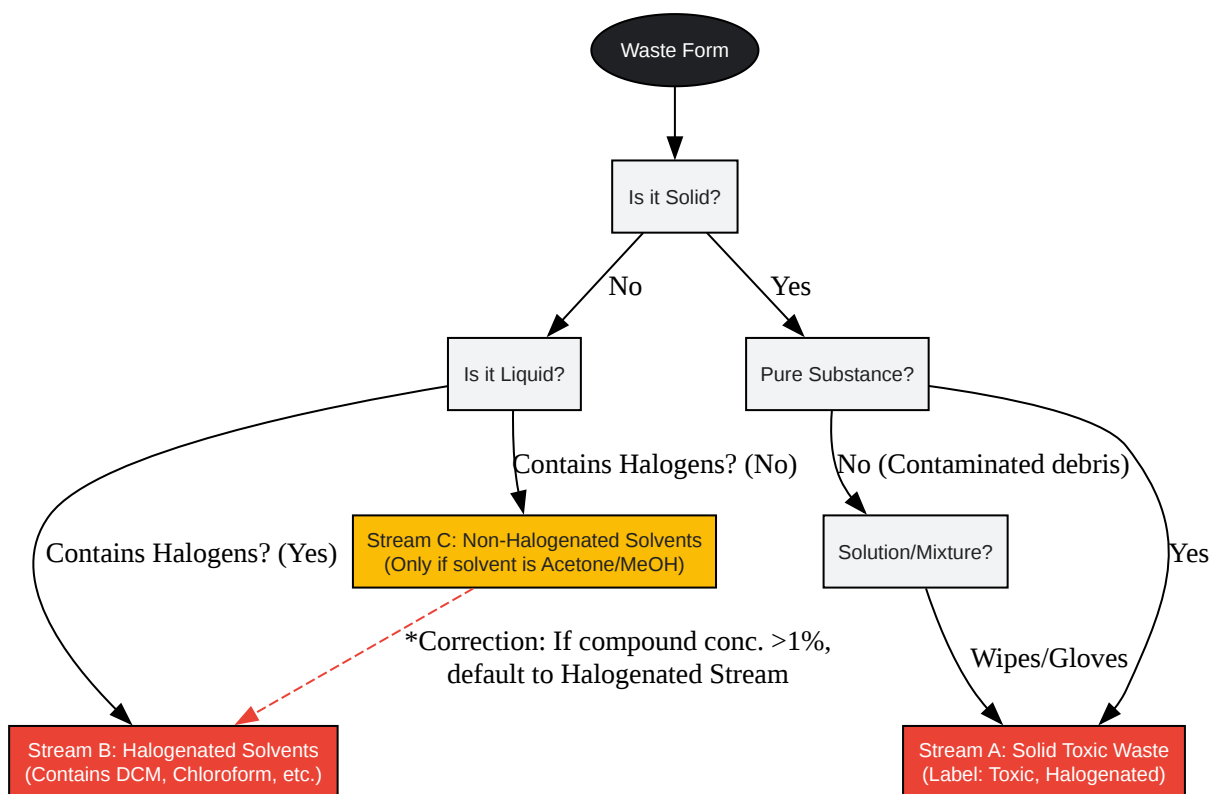 Waste Form
Is it Solid?
No
Yes
Is it Liquid?
Pure Substance?
Contains Halogens? (No)
No (Contaminated debris)
Contains Halogens? (Yes)
Stream C: Non-Halogenated Solvents
(Only if solvent is Acetone/MeOH)
Solution/Mixture?
Yes
*Correction: If compound conc. >1%,
default to Halogenated Stream
Wipes/Gloves
Stream B: Halogenated Solvents
(Contains DCM, Chloroform, etc.)
Stream A: Solid Toxic Waste
(Label: Toxic, Halogenated)